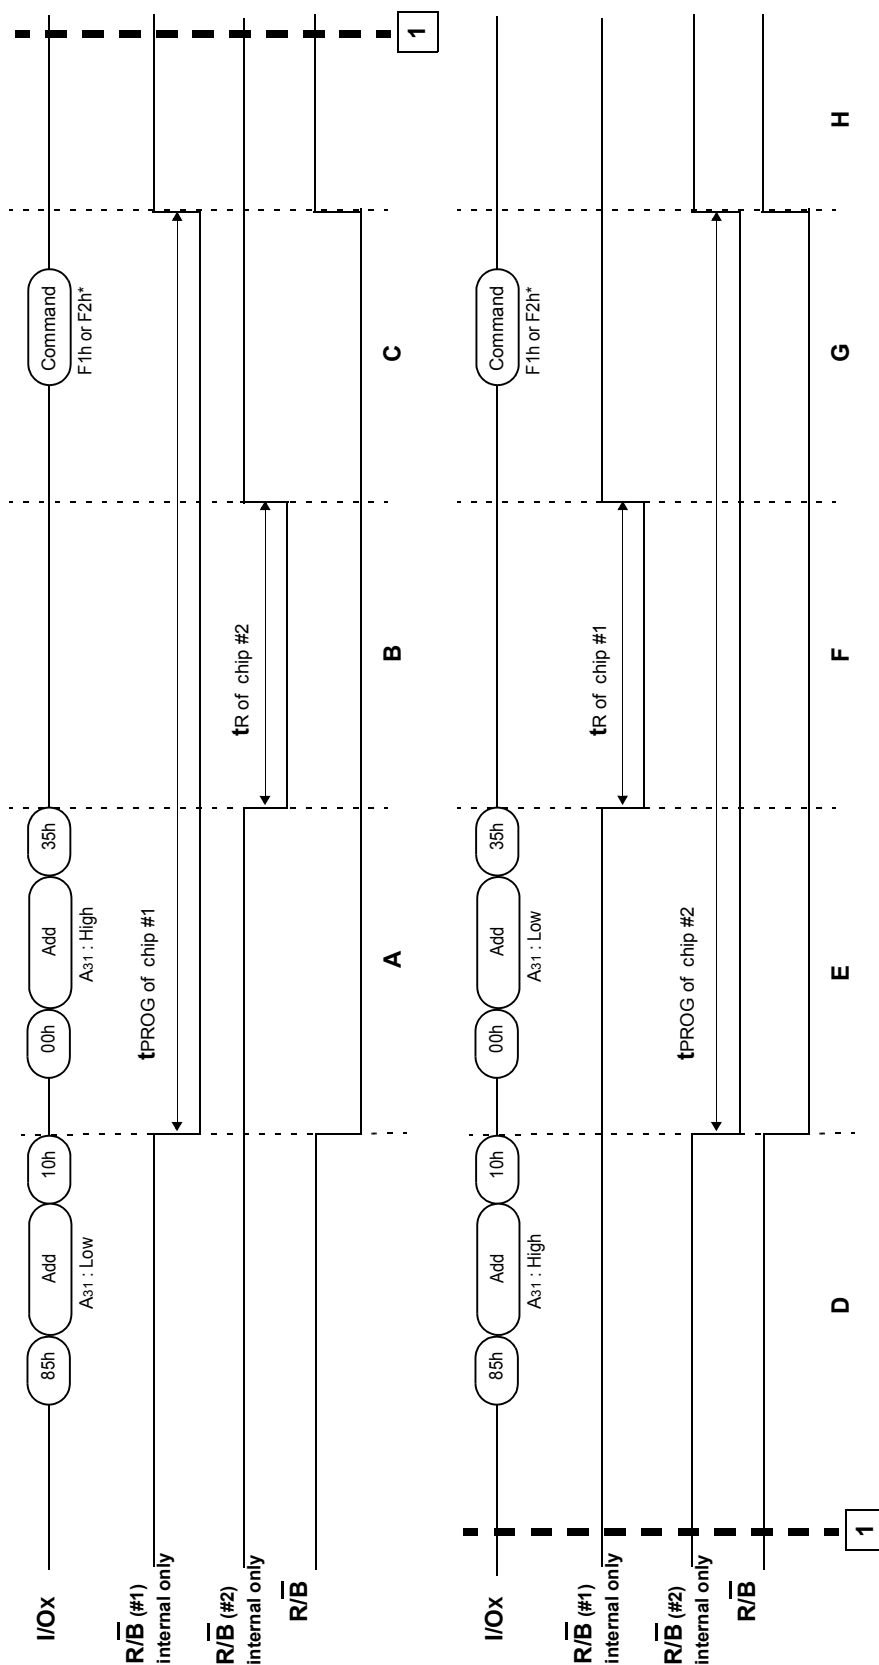 I/Ox
85h Add 10h 00h Add 35h Command
A31 : Low A31 : High F1h or F2h*
R/B̅ (#1)
internal only
tPROG of chip #1
R/B̅ (#2)
internal only
tR of chip #2
R/B̅
A B C
1
I/Ox
85h Add 10h 00h Add 35h Command
A31 : High A31 : Low F1h or F2h*
R/B̅ (#1)
internal only
tR of chip #1
R/B̅ (#2)
internal only
tPROG of chip #2
R/B̅
D E F G H
1